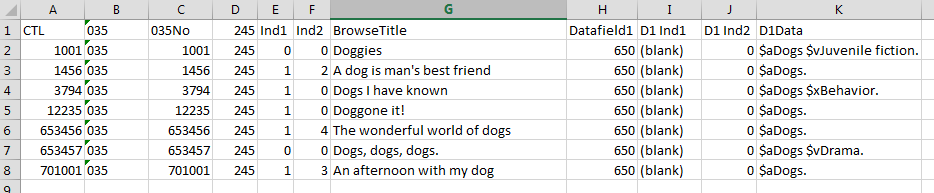 A B C D E F G H I J K
1 CTL 035 035No 245 Ind1 Ind2 BrowseTitle Datafield1 D1 Ind1 D1 Ind2 D1Data
2 1001 035 1001 245 0 0 Doggies 650 (blank) 0 $aDogs $vJuvenile fiction.
3 1456 035 1456 245 1 2 A dog is man's best friend 650 (blank) 0 $aDogs.
4 3794 035 3794 245 1 0 Dogs I have known 650 (blank) 0 $aDogs $xBehavior.
5 12235 035 12235 245 1 0 Doggone it! 650 (blank) 0 $aDogs.
6 653456 035 653456 245 1 4 The wonderful world of dogs 650 (blank) 0 $aDogs.
7 653457 035 653457 245 0 0 Dogs, dogs, dogs. 650 (blank) 0 $aDogs $vDrama.
8 701001 035 701001 245 1 3 An afternoon with my dog 650 (blank) 0 $aDogs.